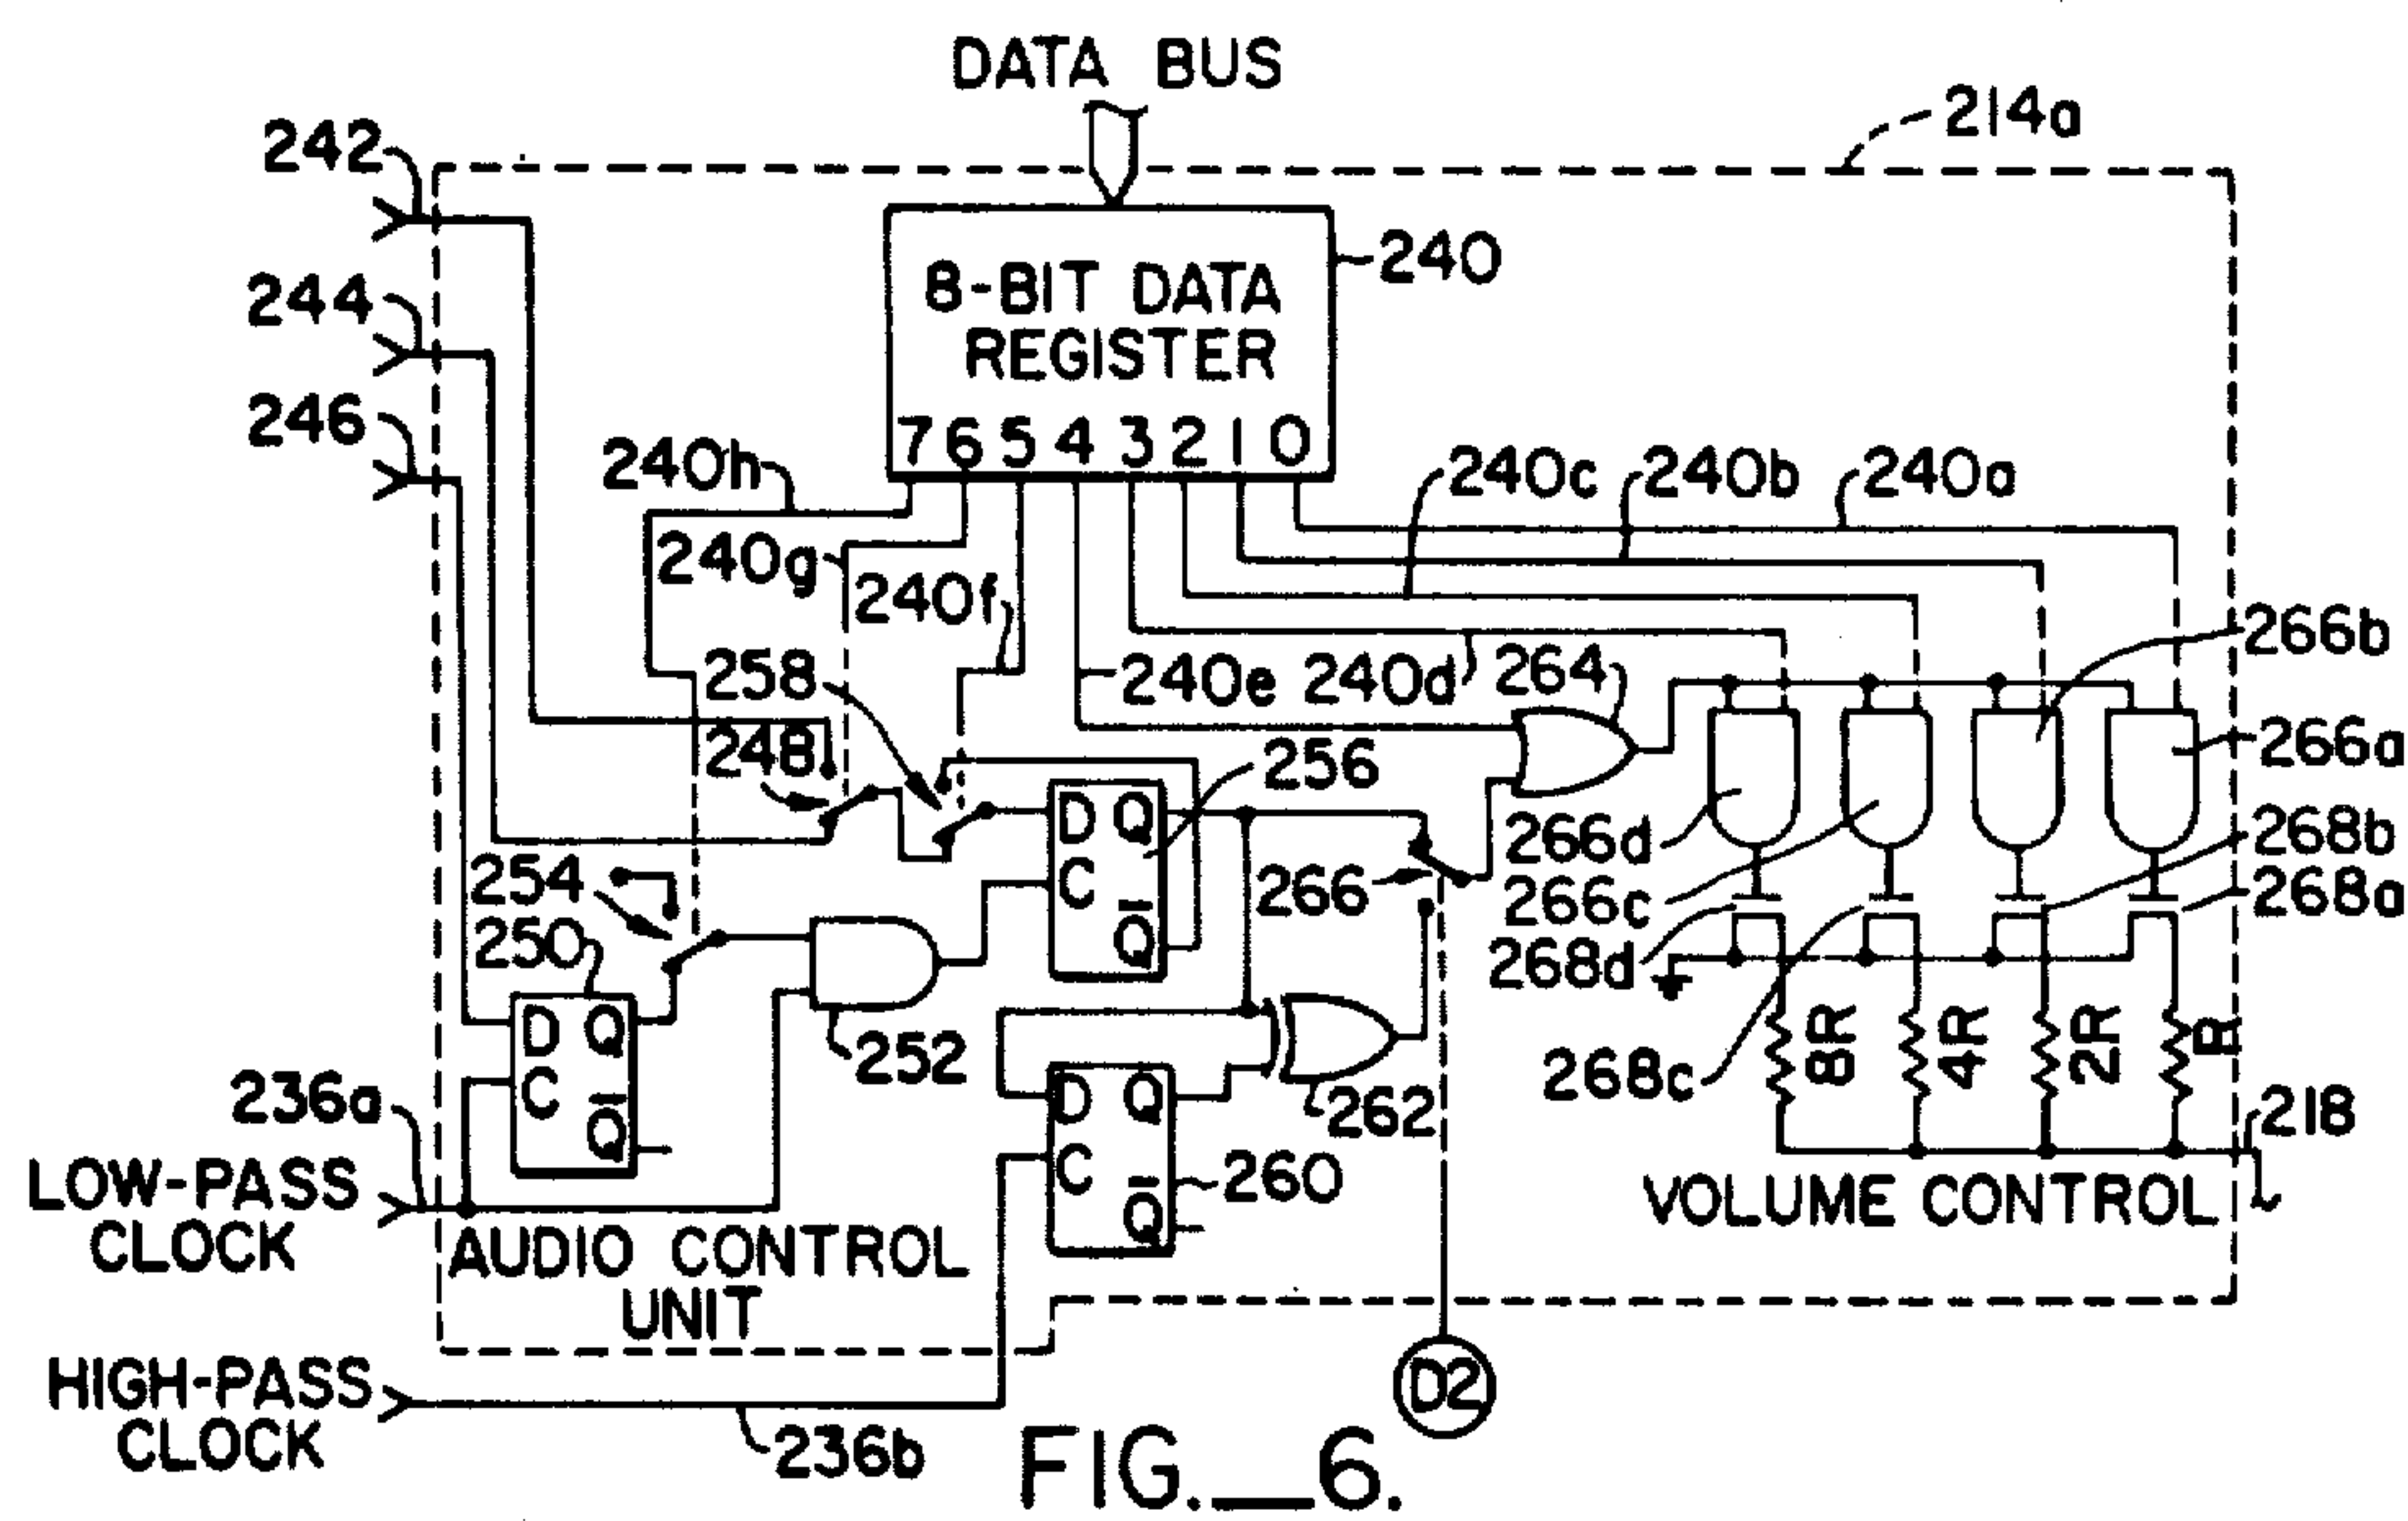 DATA BUS
214a
242
244
246
8-BIT DATA
REGISTER
240
7 6 5 4 3 2 1 0
240h
240g
240f
240c
240b
240a
240e
240d
264
266b
266a
258
248
256
254
250
252
266
266d
266c
268d
268c
268b
268a
D Q
C
Q
D Q
C
Q
D Q
C
Q
262
260
8R
4R
2R
R
218
236a
LOW-PASS
CLOCK
AUDIO CONTROL
UNIT
VOLUME CONTROL
HIGH-PASS
CLOCK
236b
D2
FIG._6.